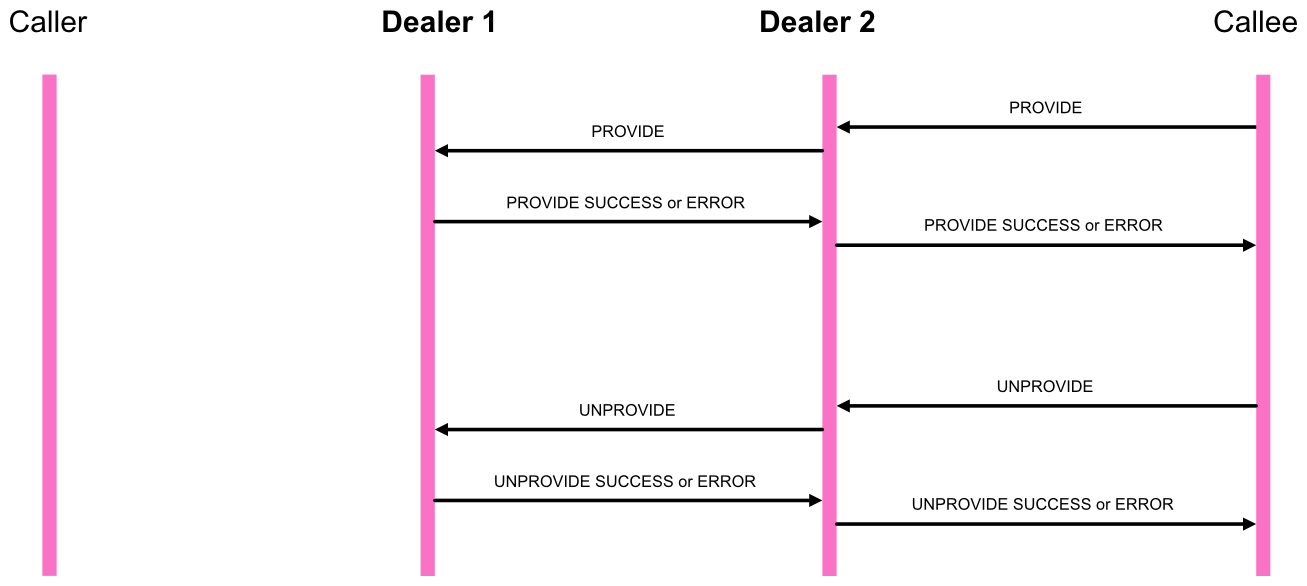 Caller
Dealer 1
Dealer 2
Callee
PROVIDE
PROVIDE
PROVIDE SUCCESS or ERROR
PROVIDE SUCCESS or ERROR
UNPROVIDE
UNPROVIDE
UNPROVIDE SUCCESS or ERROR
UNPROVIDE SUCCESS or ERROR